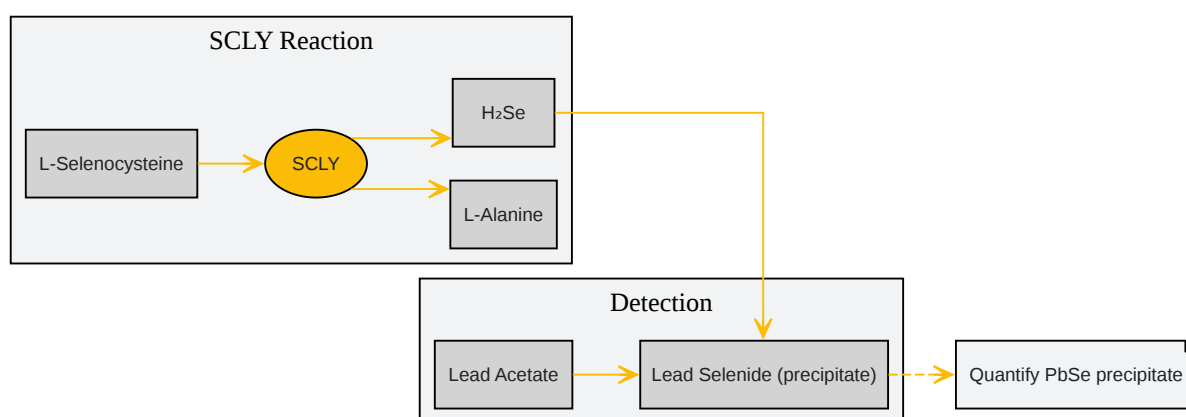 SCLY Reaction
H₂Se
L-Selenocysteine
SCLY
L-Alanine
Detection
Lead Acetate
Lead Selenide (precipitate)
Quantify PbSe precipitate